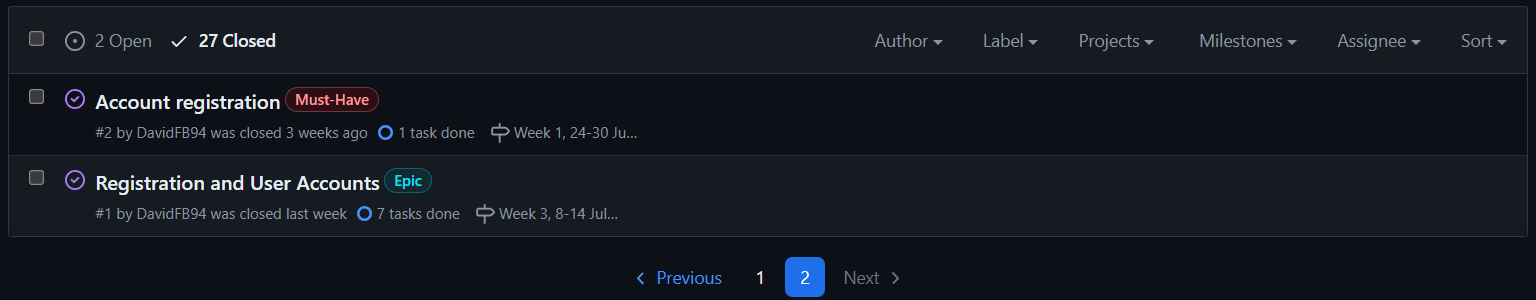 2 Open 27 Closed Author Label Projects Milestones Assignee Sort
Account registration Must-Have
#2 by DavidFB94 was closed 3 weeks ago 1 task done Week 1, 24-30 Ju...
Registration and User Accounts Epic
#1 by DavidFB94 was closed last week 7 tasks done Week 3, 8-14 Jul...
Previous 1 2 Next